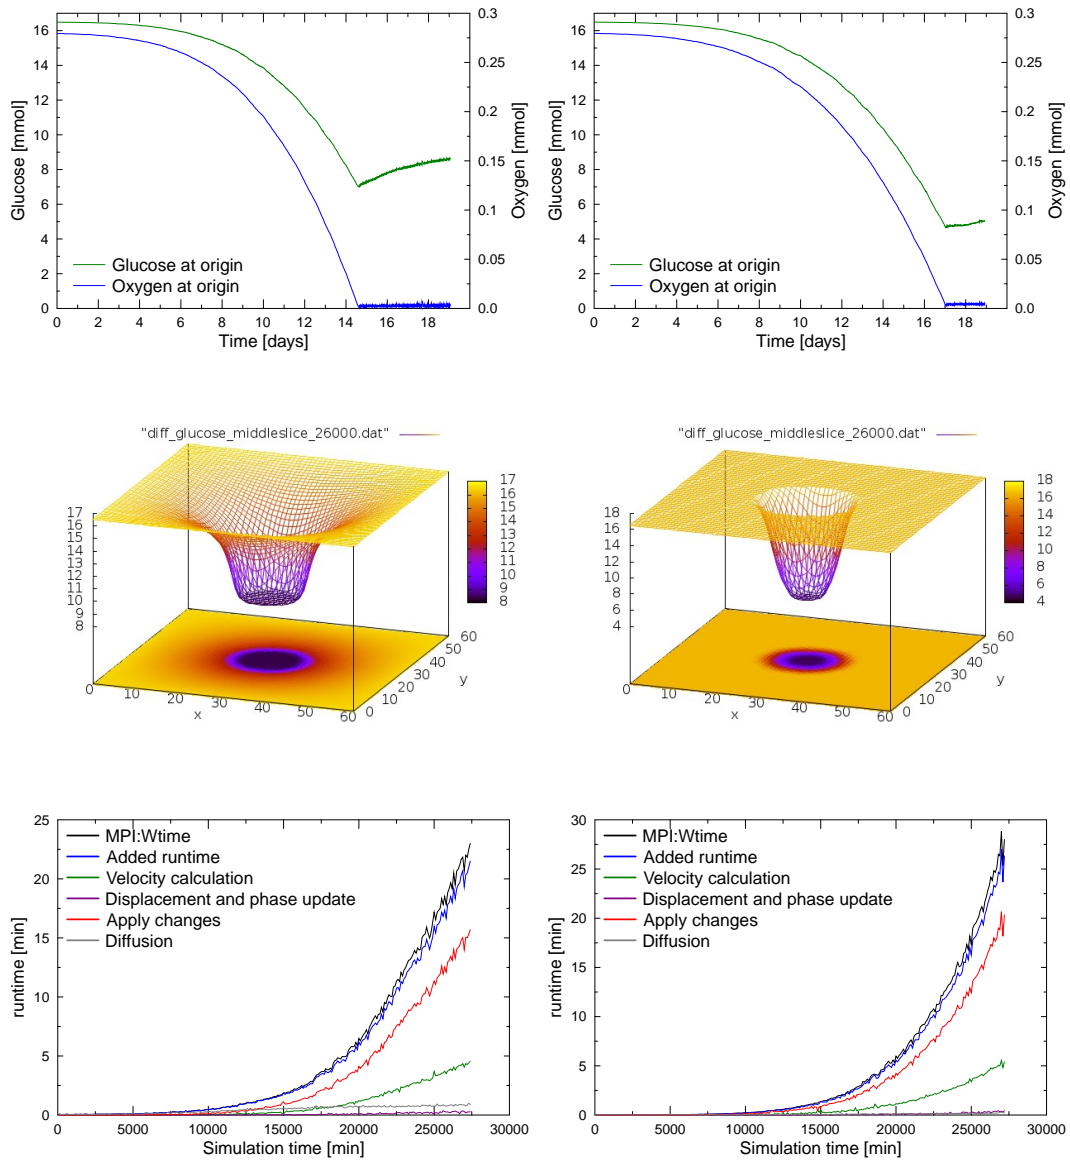 16
14
12
10
8
6
4
2
0
Glucose [mmol]
0.3
0.25
0.2
0.15
0.1
0.05
0.0
Oxygen [mmol]
Glucose at origin
Oxygen at origin
0 2 4 6 8 10 12 14 16 18
Time [days]
16
14
12
10
8
6
4
2
0
Glucose [mmol]
0.3
0.25
0.2
0.15
0.1
0.05
0.0
Oxygen [mmol]
Glucose at origin
Oxygen at origin
0 2 4 6 8 10 12 14 16 18
Time [days]
"diff_glucose_middleslice_26000.dat"
17
16
15
14
13
12
11
10
9
8
17
16
15
14
13
12
11
10
9
8
0 10 20 30 40 50 60
x
0 10 20 30 40 50 60
y
"diff_glucose_middleslice_26000.dat"
18
16
14
12
10
8
6
4
18
16
14
12
10
8
6
4
0 10 20 30 40 50 60
x
0 10 20 30 40 50 60
y
25
20
15
10
5
0
runtime [min]
MPI:Wtime
Added runtime
Velocity calculation
Displacement and phase update
Apply changes
Diffusion
0 5000 10000 15000 20000 25000 30000
Simulation time [min]
30
25
20
15
10
5
0
runtime [min]
MPI:Wtime
Added runtime
Velocity calculation
Displacement and phase update
Apply changes
Diffusion
0 5000 10000 15000 20000 25000 30000
Simulation time [min]